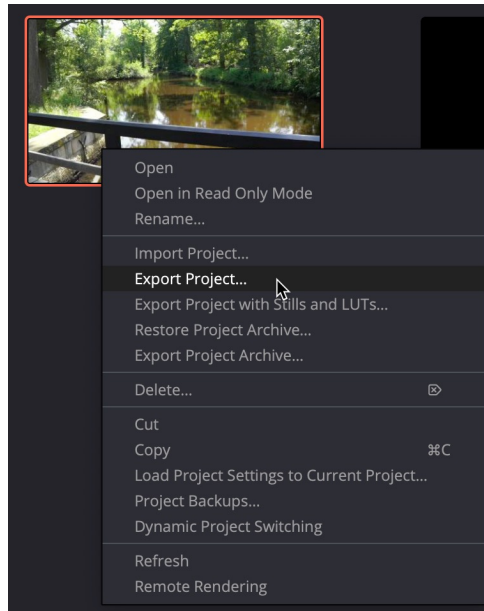 Open
Open in Read Only Mode
Rename...
Import Project...
Export Project...
Export Project with Stills and LUTs...
Restore Project Archive...
Export Project Archive...
Delete... ⌦
Cut
Copy ⌘C
Load Project Settings to Current Project...
Project Backups...
Dynamic Project Switching
Refresh
Remote Rendering